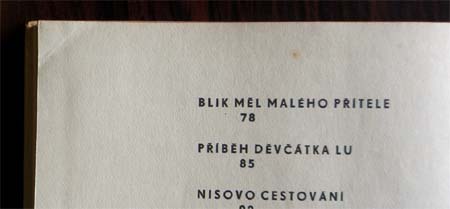 BLIK MĚL MALÉHO PŘÍTELE
78
PŘÍBĚH DĚVČÁTKA LU
85
NISOVO CESTOVÁNÍ